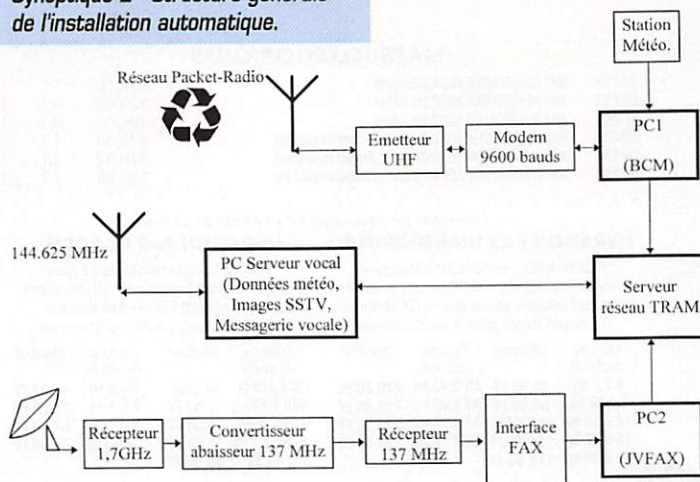 Synoptique 2 - Structure générale
de l'installation automatique.
Station
Météo.
Réseau Packet-Radio
Emetteur
UHF
Modem
9600 bauds
PC1
(BCM)
144.625 MHz
PC Serveur vocal
(Données météo,
Images SSTV,
Messagerie vocale)
Serveur
réseau TRAM
Récepteur
1,7GHz
Convertisseur
abaisseur 137 MHz
Récepteur
137 MHz
Interface
FAX
PC2
(JVFAX)